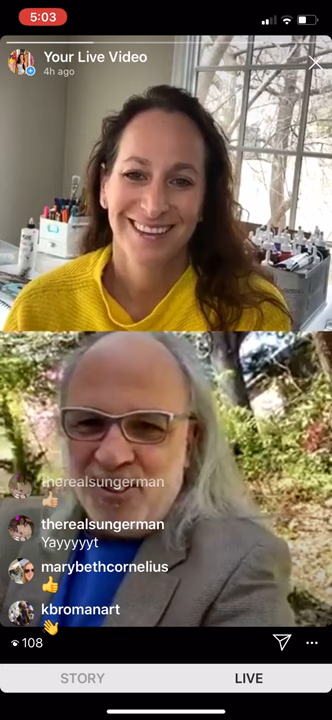 5:03
Your Live Video
4h ago
therealsungerman
therealsungerman
Yayyyyyt
marybethcornelius
kbromanart
108
STORY
LIVE